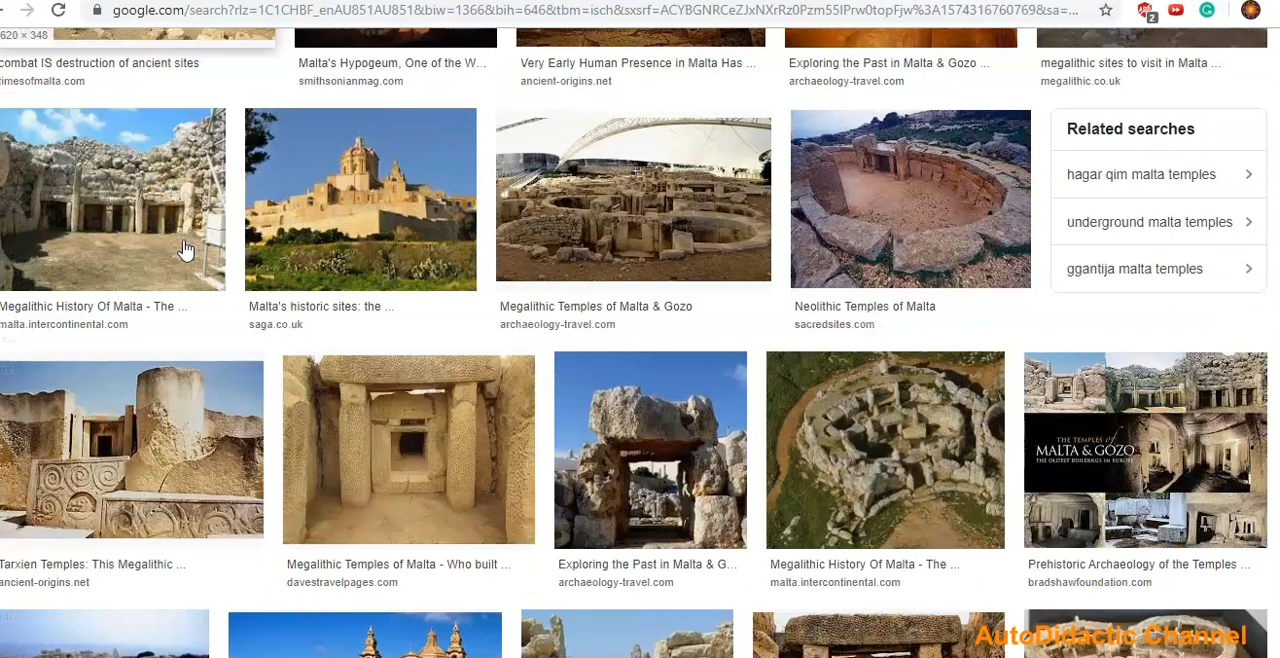 google.com/search?rlz=1C1CHBF_enAU851AU851&biw=1366&bih=646&tbm=isch&sxsrf=ACYBGNRCeZJxNXrRz0Pzm55IPrw0topFjw%3A1574316760769&sa=...
2
620 × 348
combat IS destruction of ancient sites
timesofmalta.com
Malta's Hypogeum, One of the W...
smithsonianmag.com
Very Early Human Presence in Malta Has ...
ancient-origins.net
Exploring the Past in Malta & Gozo ...
archaeology-travel.com
megalithic sites to visit in Malta ...
megalithic.co.uk
Megalithic History Of Malta - The ...
malta.intercontinental.com
Malta's historic sites: the ...
saga.co.uk
Megalithic Temples of Malta & Gozo
archaeology-travel.com
Neolithic Temples of Malta
sacredsites.com
Related searches
hagar qim malta temples
underground malta temples
ggantija malta temples
THE TEMPLES of
MALTA & GOZO
THE OLDEST BUILDINGS IN EUROPE
Tarxien Temples: This Megalithic ...
ancient-origins.net
Megalithic Temples of Malta - Who built ...
davestravelpages.com
Exploring the Past in Malta & G...
archaeology-travel.com
Megalithic History Of Malta - The ...
malta.intercontinental.com
Prehistoric Archaeology of the Temples ...
bradshawfoundation.com
AutoDidactic Channel